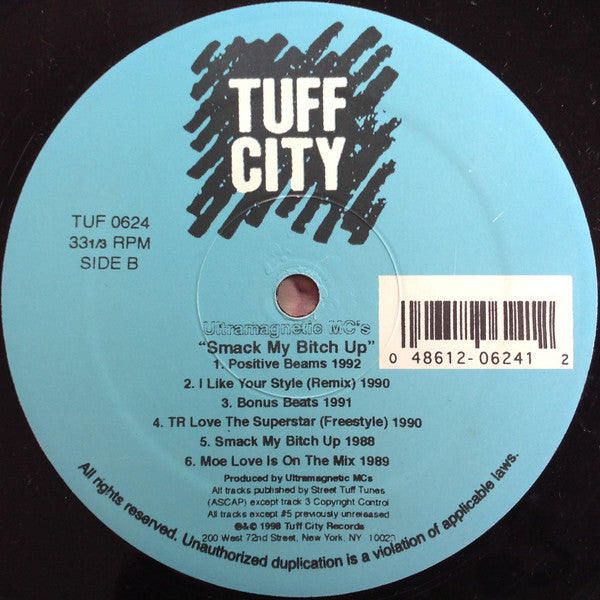 TUFF
CITY
TUF 0624
33 1/3 RPM
SIDE B
Ultramagnetic MC's
"Smack My Bitch Up"
1. Positive Beams 1992
2. I Like Your Style (Remix) 1990
3. Bonus Beats 1991
4. TR Love The Superstar (Freestyle) 1990
5. Smack My Bitch Up 1988
6. Moe Love Is On The Mix 1989
Produced by Ultramagnetic MCs
All tracks published by Street Tuff Tunes
(ASCAP) except track 3 Copyright Control
All tracks except #5 previously unreleased
℗&© 1998 Tuff City Records
200 West 72nd Street, New York, NY 10023
All rights reserved. Unauthorized duplication is a violation of applicable laws.
0 48612-06241 2